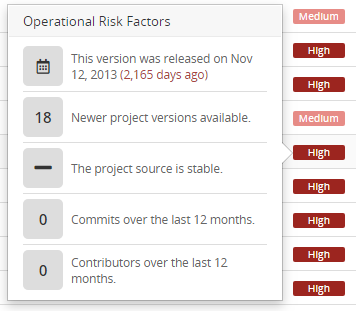 Operational Risk Factors
This version was released on Nov
12, 2013 (2,165 days ago)
18
Newer project versions available.
The project source is stable.
0
Commits over the last 12 months.
0
Contributors over the last 12
months.
Medium
High
High
Medium
High
High
High
High
High